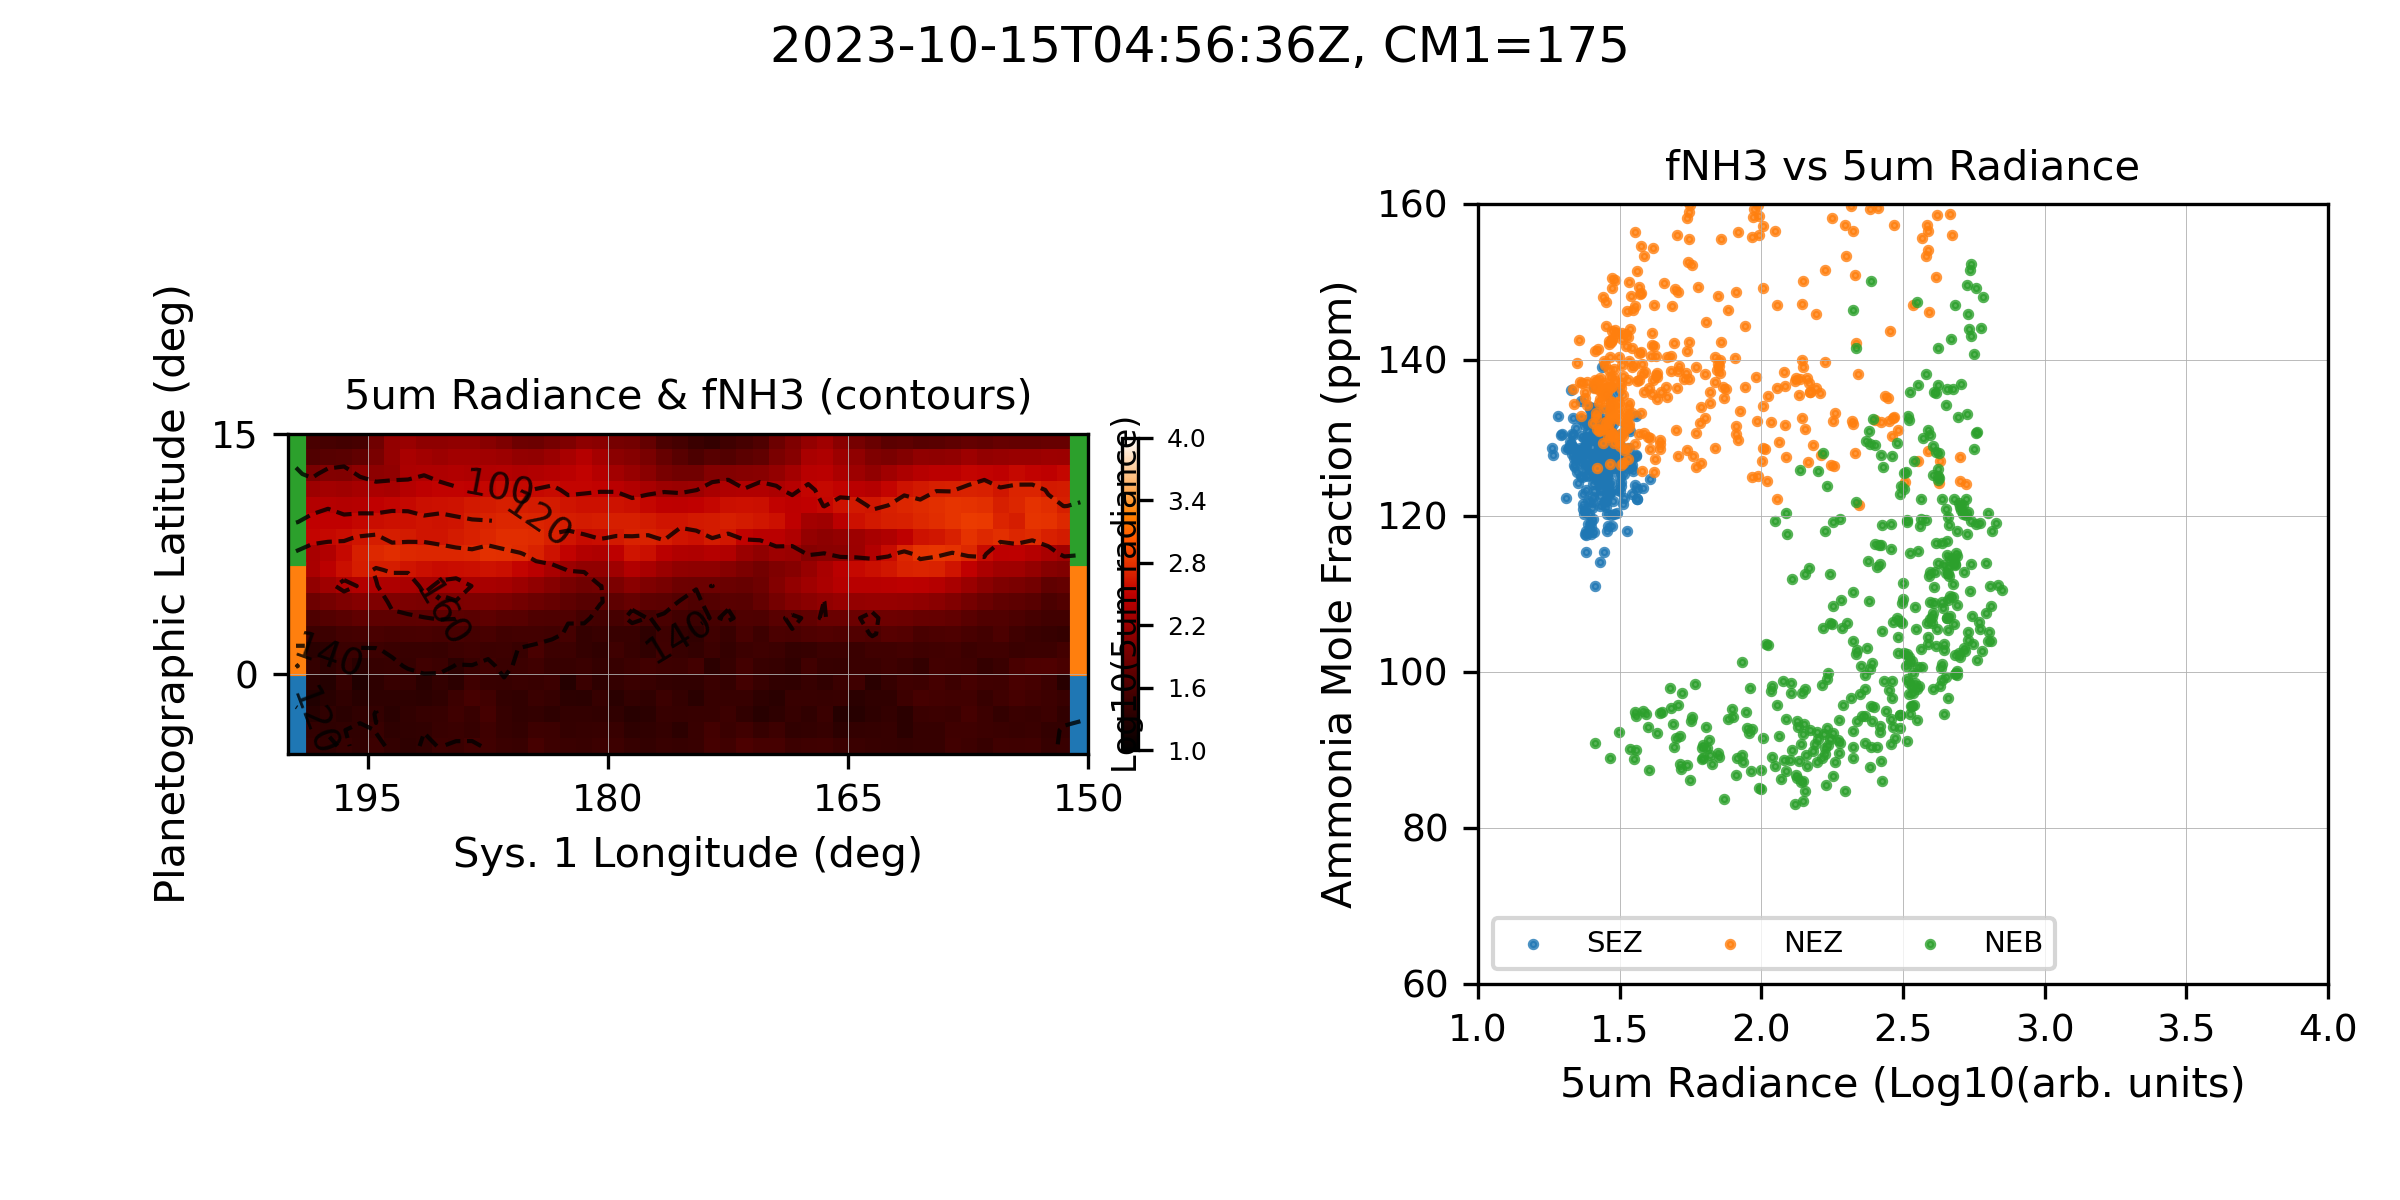 2023-10-15T04:56:36Z, CM1=175
5um Radiance & fNH3 (contours)
Planetographic Latitude (deg)
15
0
100
120
160
140
140
120
195
180
165
150
Sys. 1 Longitude (deg)
Log10(5um radiance)
4.0
3.4
2.8
2.2
1.6
1.0
fNH3 vs 5um Radiance
Ammonia Mole Fraction (ppm)
160
140
120
100
80
60
SEZ NEZ NEB
1.0 1.5 2.0 2.5 3.0 3.5 4.0
5um Radiance (Log10(arb. units)